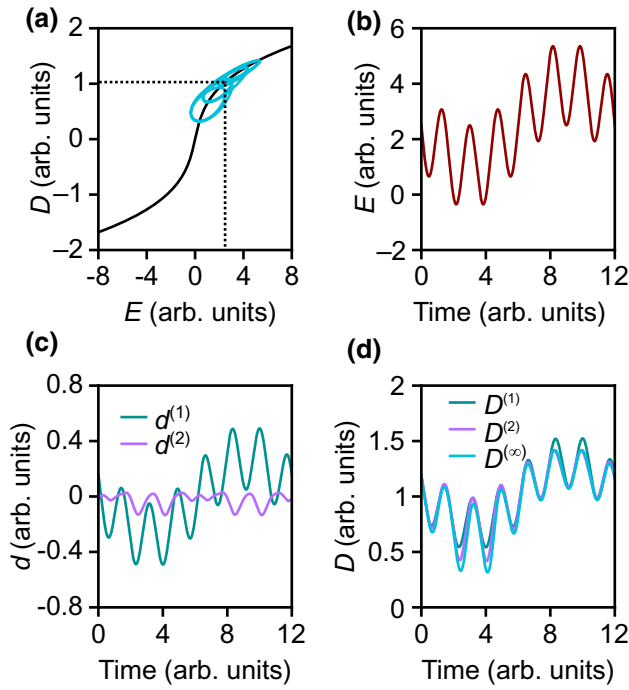 (a)
2
1
0
–1
–2
D (arb. units)
-8
-4
0
4
8
E (arb. units)
(b)
6
4
2
0
–2
E (arb. units)
0
4
8
12
Time (arb. units)
(c)
0.8
0.4
0
-0.4
-0.8
d (arb. units)
d(1)
d(2)
0
4
8
12
Time (arb. units)
(d)
2
1.5
1
0.5
0
D (arb. units)
D(1)
D(2)
D(∞)
0
4
8
12
Time (arb. units)